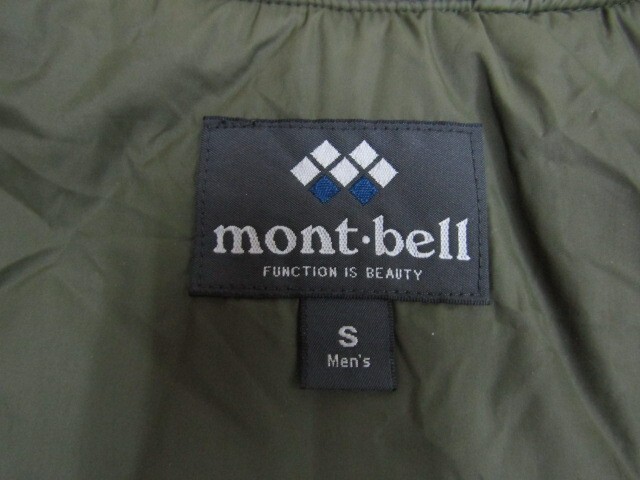 mont·bell
FUNCTION IS BEAUTY
S
Men's